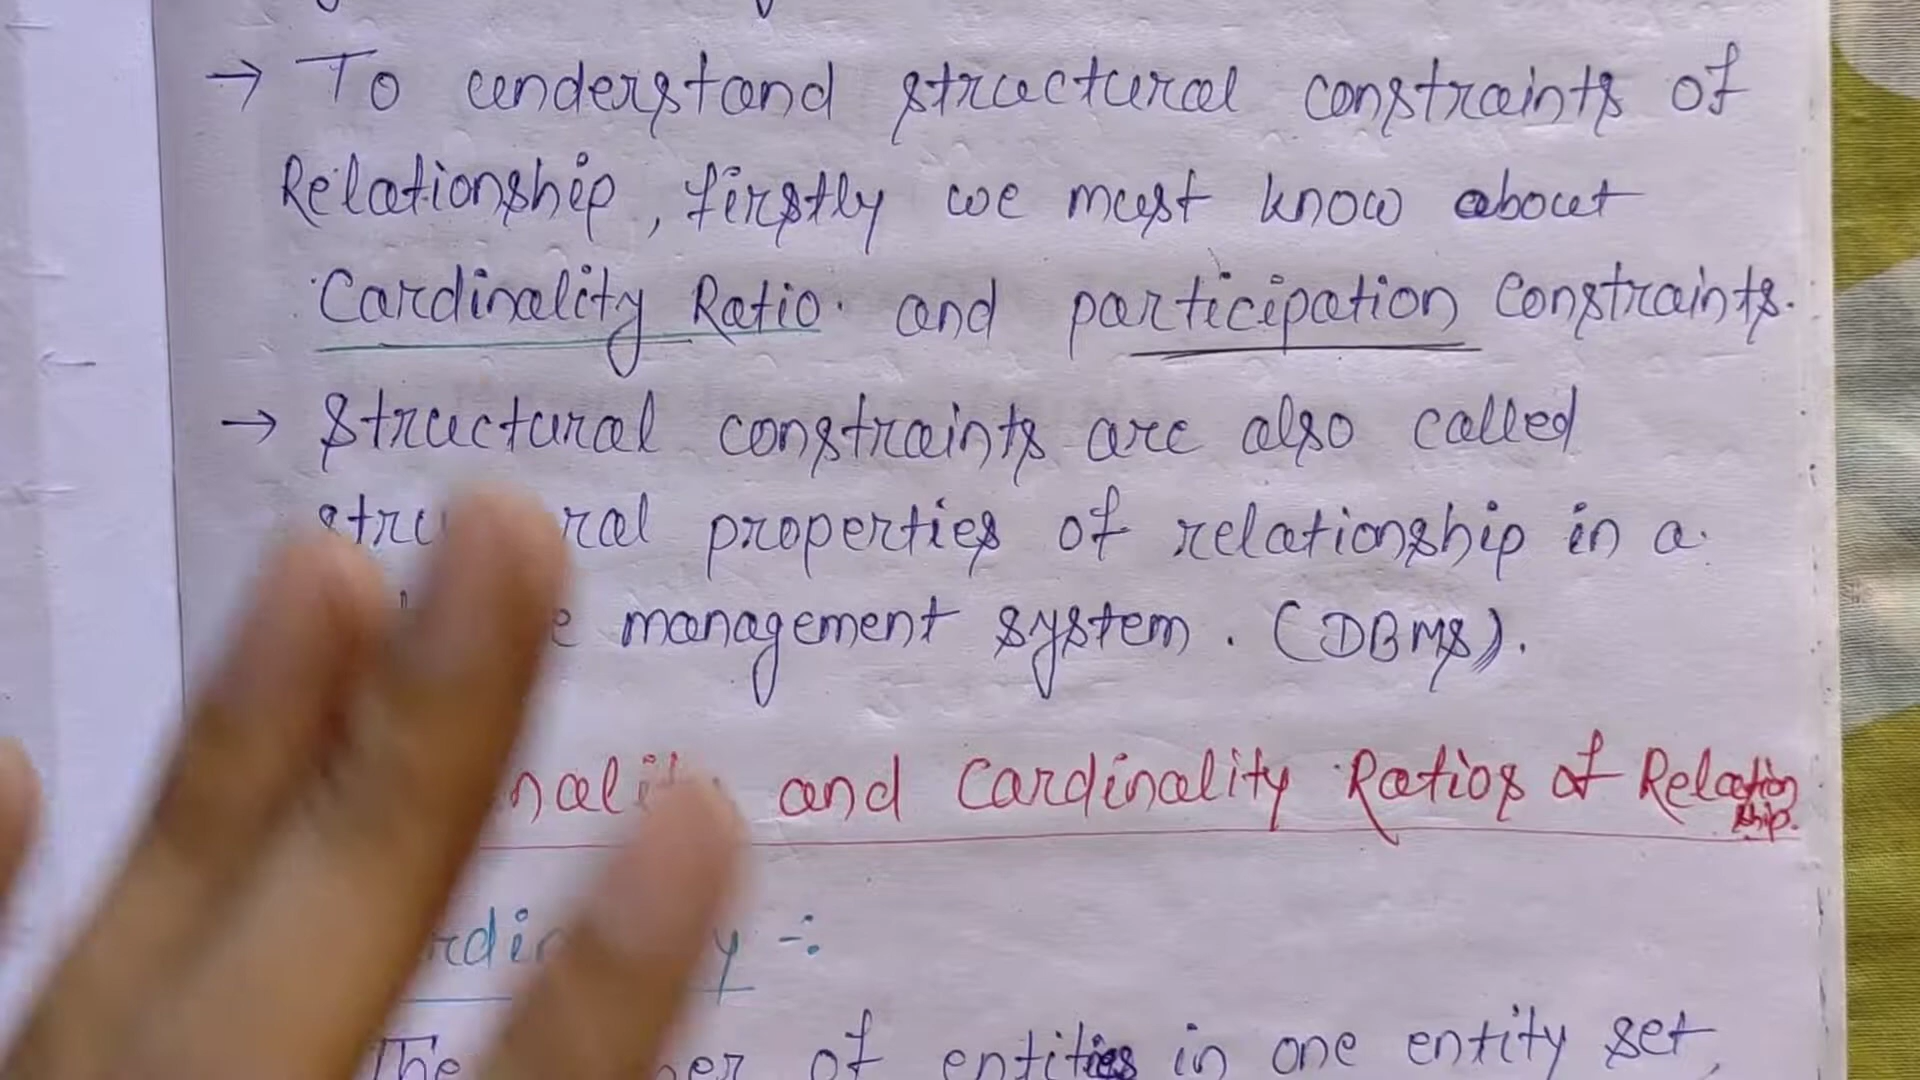 → To understand structural constraints of
Relationship, firstly we must know about
Cardinality Ratio and participation constraints.
→ Structural constraints are also called
properties of relationship in a
management system. (DBMS).
and Cardinality Ratios of Relationship.
The of entities in one entity set,